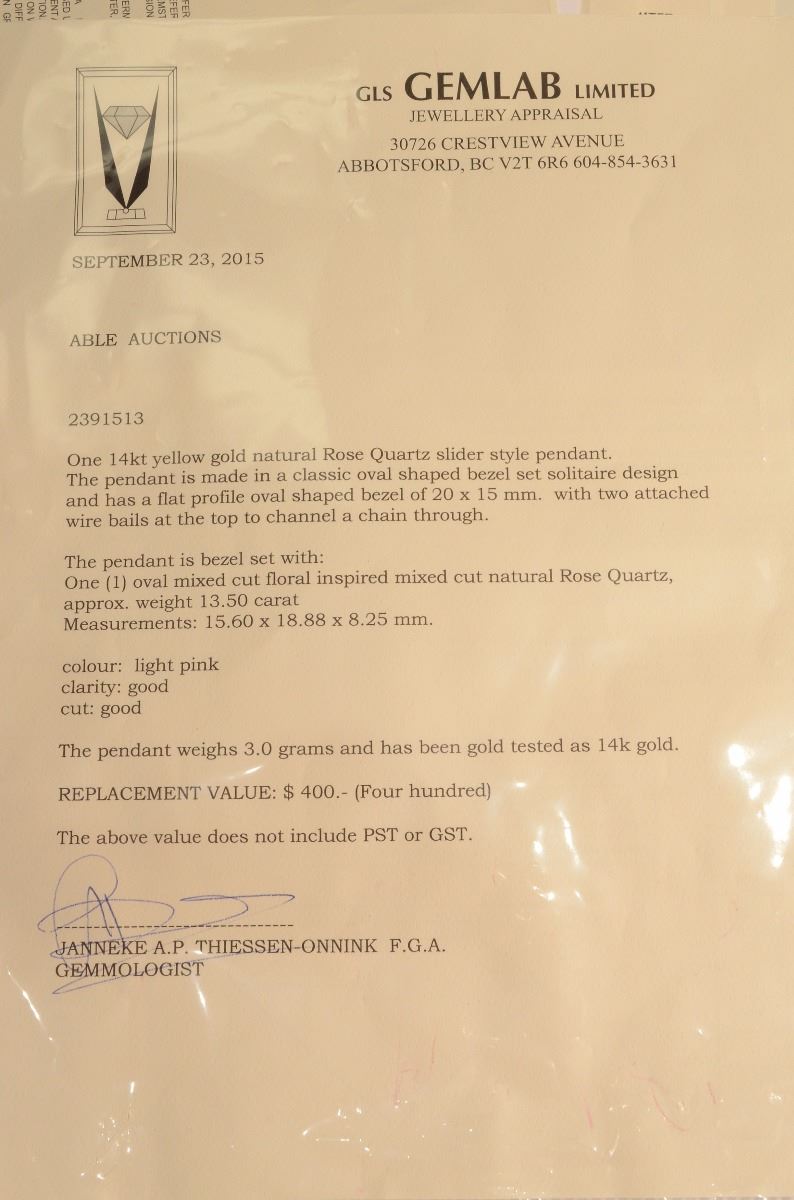 GLS GEMLAB LIMITED
JEWELLERY APPRAISAL
30726 CRESTVIEW AVENUE
ABBOTSFORD, BC V2T 6R6 604-854-3631
SEPTEMBER 23, 2015
ABLE AUCTIONS
2391513
One 14kt yellow gold natural Rose Quartz slider style pendant.
The pendant is made in a classic oval shaped bezel set solitaire design
and has a flat profile oval shaped bezel of 20 x 15 mm. with two attached
wire bails at the top to channel a chain through.
The pendant is bezel set with:
One (1) oval mixed cut floral inspired mixed cut natural Rose Quartz,
approx. weight 13.50 carat
Measurements: 15.60 x 18.88 x 8.25 mm.
colour: light pink
clarity: good
cut: good
The pendant weighs 3.0 grams and has been gold tested as 14k gold.
REPLACEMENT VALUE: $ 400.- (Four hundred)
The above value does not include PST or GST.
JANNEKE A.P. THIESSEN-ONNINK F.G.A.
GEMMOLOGIST